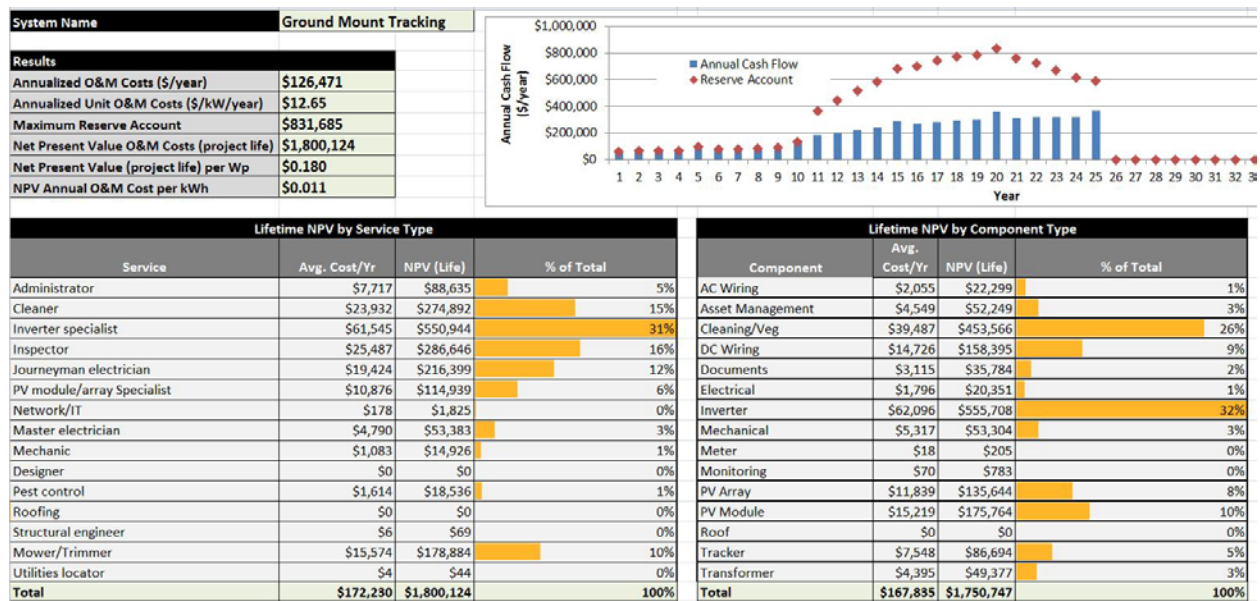 System Name Ground Mount Tracking
Results
Annualized O&M Costs ($/year) $126,471
Annualized Unit O&M Costs ($/kW/year) $12.65
Maximum Reserve Account $831,685
Net Present Value O&M Costs (project life) $1,800,124
Net Present Value (project life) per Wp $0.180
NPV Annual O&M Cost per kWh $0.011
Annual Cash Flow ($/year)
$1,000,000
$800,000
$600,000
$400,000
$200,000
$0
Annual Cash Flow
Reserve Account
1 2 3 4 5 6 7 8 9 10 11 12 13 14 15 16 17 18 19 20 21 22 23 24 25 26 27 28 29 30 31 32
Year
Lifetime NPV by Service Type
Service Avg. Cost/Yr NPV (Life) % of Total
Administrator $7,717 $88,635 5%
Cleaner $23,932 $274,892 15%
Inverter specialist $61,545 $550,944 31%
Inspector $25,487 $286,646 16%
Journeyman electrician $19,424 $216,399 12%
PV module/array Specialist $10,876 $114,939 6%
Network/IT $178 $1,825 0%
Master electrician $4,790 $53,383 3%
Mechanic $1,083 $14,926 1%
Designer $0 $0 0%
Pest control $1,614 $18,536 1%
Roofing $0 $0 0%
Structural engineer $6 $69 0%
Mower/Trimmer $15,574 $178,884 10%
Utilities locator $4 $44 0%
Total $172,230 $1,800,124 100%
Lifetime NPV by Component Type
Component Avg. Cost/Yr NPV (Life) % of Total
AC Wiring $2,055 $22,299 1%
Asset Management $4,549 $52,249 3%
Cleaning/Veg $39,487 $453,566 26%
DC Wiring $14,726 $158,395 9%
Documents $3,115 $35,784 2%
Electrical $1,796 $20,351 1%
Inverter $62,096 $555,708 32%
Mechanical $5,317 $53,304 3%
Meter $18 $205 0%
Monitoring $70 $783 0%
PV Array $11,839 $135,644 8%
PV Module $15,219 $175,764 10%
Roof $0 $0 0%
Tracker $7,548 $86,694 5%
Transformer $4,395 $49,377 3%
Total $167,835 $1,750,747 100%